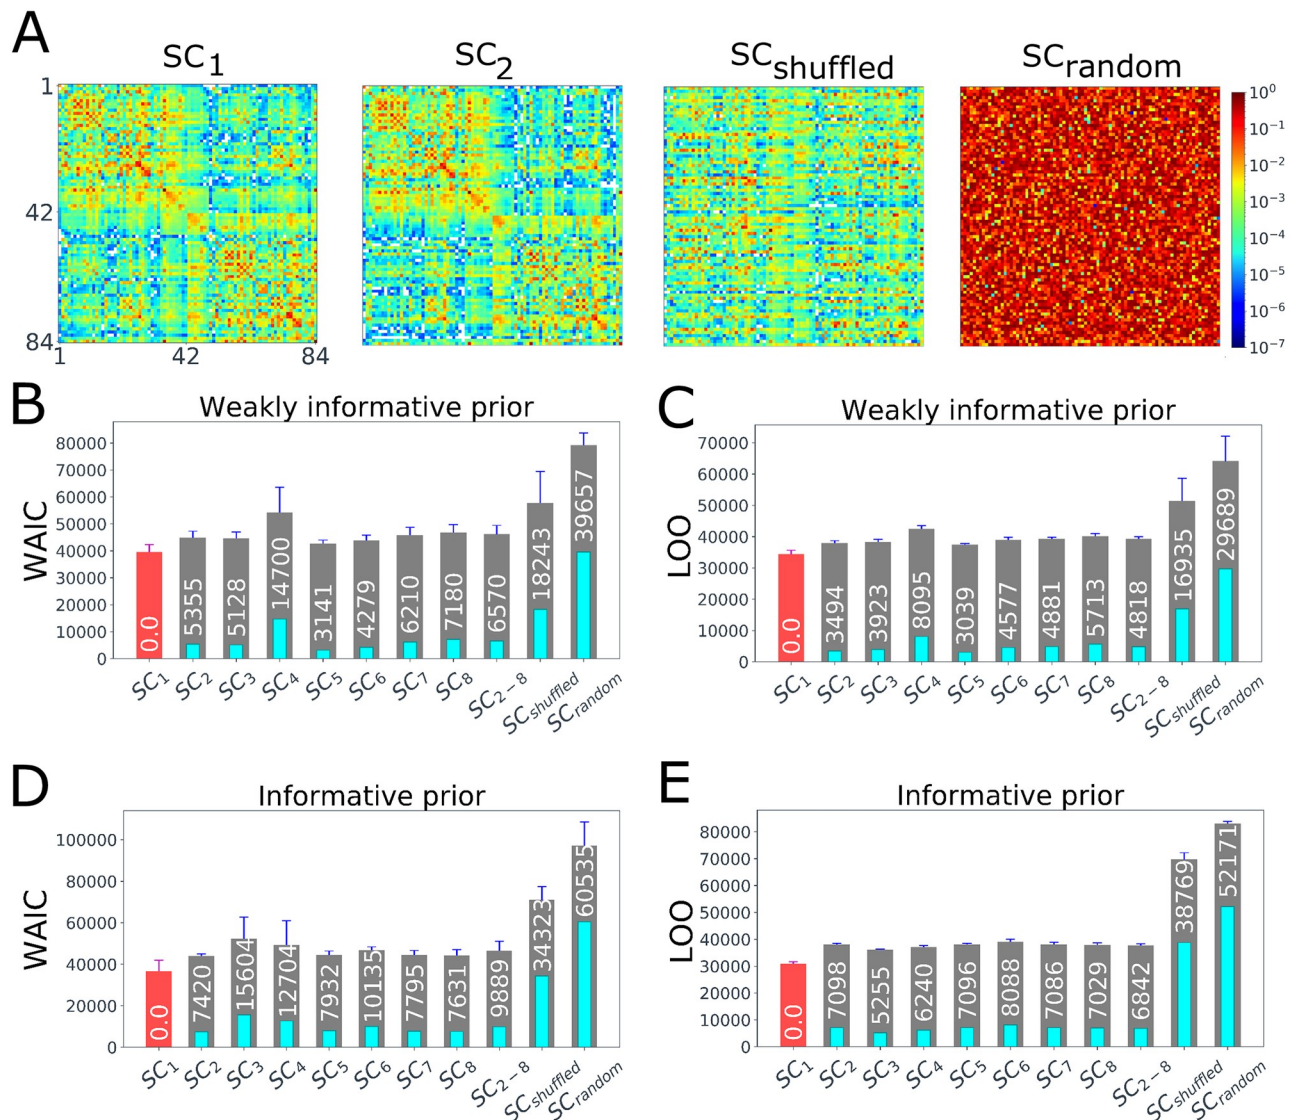 A
SC1
SC2
SCshuffled
SCrandom
1
42
84
1
42
84
10^0
10^-1
10^-2
10^-3
10^-4
10^-5
10^-6
10^-7
B
Weakly informative prior
WAIC
80000
70000
60000
50000
40000
30000
20000
10000
0
0.0
5355
5128
14700
3141
4279
6210
7180
6570
18243
39657
SC1
SC2
SC3
SC4
SC5
SC6
SC7
SC8
SC2−8
SCshuffled
SCrandom
C
Weakly informative prior
LOO
70000
60000
50000
40000
30000
20000
10000
0
0.0
3494
3923
8095
3039
4577
4881
5713
4818
16935
29689
SC1
SC2
SC3
SC4
SC5
SC6
SC7
SC8
SC2−8
SCshuffled
SCrandom
D
Informative prior
WAIC
100000
80000
60000
40000
20000
0
0.0
7420
15604
12704
7932
10135
7795
7631
9889
34323
60535
SC1
SC2
SC3
SC4
SC5
SC6
SC7
SC8
SC2−8
SCshuffled
SCrandom
E
Informative prior
LOO
80000
70000
60000
50000
40000
30000
20000
10000
0
0.0
7098
5255
6240
7096
8088
7086
7029
6842
38769
52171
SC1
SC2
SC3
SC4
SC5
SC6
SC7
SC8
SC2−8
SCshuffled
SCrandom